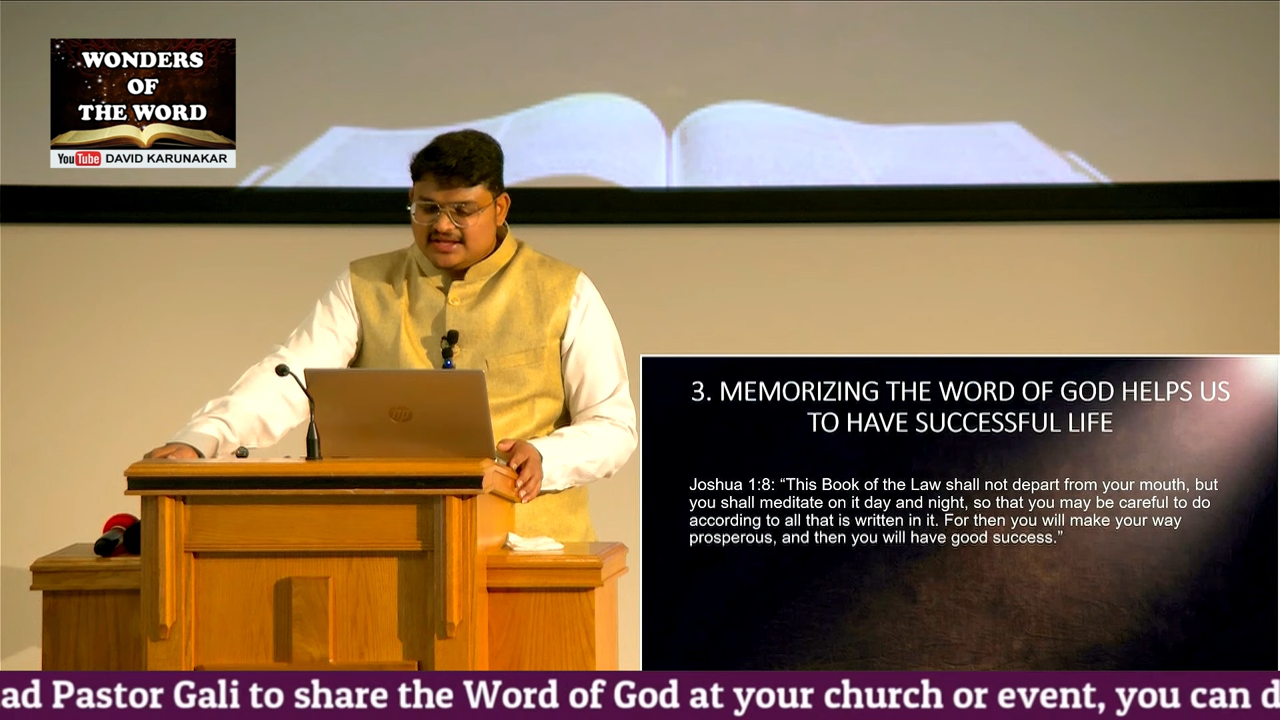 WONDERS
OF
THE WORD
YouTube DAVID KARUNAKAR
hp
3. MEMORIZING THE WORD OF GOD HELPS US
TO HAVE SUCCESSFUL LIFE
Joshua 1:8: “This Book of the Law shall not depart from your mouth, but
you shall meditate on it day and night, so that you may be careful to do
according to all that is written in it. For then you will make your way
prosperous, and then you will have good success.”
ad Pastor Gali to share the Word of God at your church or event, you can d